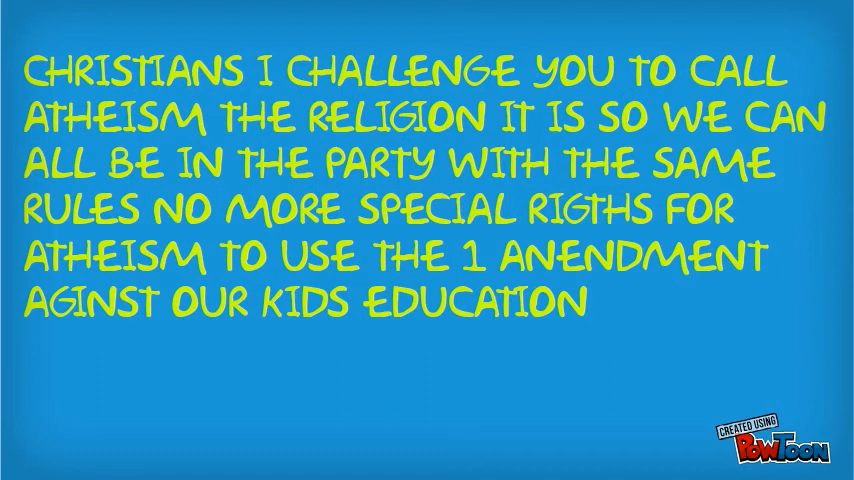 CHRISTIANS I CHALLENGE YOU TO CALL
ATHEISM THE RELIGION IT IS SO WE CAN
ALL BE IN THE PARTY WITH THE SAME
RULES NO MORE SPECIAL RIGTHS FOR
ATHEISM TO USE THE 1 ANENDMENT
AGINST OUR KIDS EDUCATION
CREATED USING
POWTOON